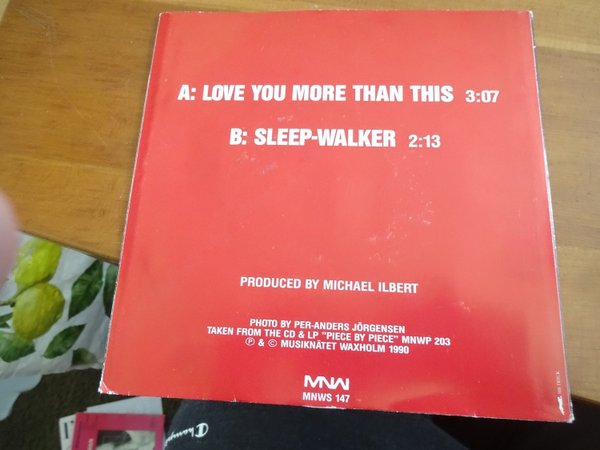 A: LOVE YOU MORE THAN THIS 3:07
B: SLEEP-WALKER 2:13
PRODUCED BY MICHAEL ILBERT
PHOTO BY PER-ANDERS JÖRGENSEN
TAKEN FROM THE CD & LP "PIECE BY PIECE" MNWP 203
Ⓟ & © MUSIKNÄTET WAXHOLM 1990
MNW
MNWS 147
Champ